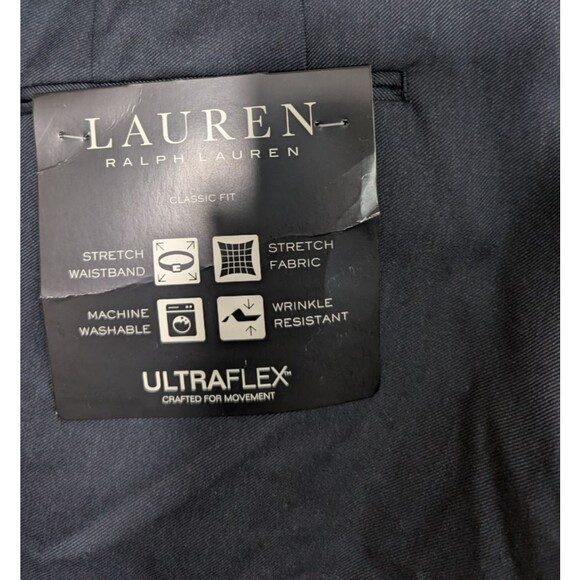 LAUREN
RALPH LAUREN
CLASSIC FIT
STRETCH
WAISTBAND
STRETCH
FABRIC
MACHINE
WASHABLE
WRINKLE
RESISTANT
ULTRAFLEX™
CRAFTED FOR MOVEMENT